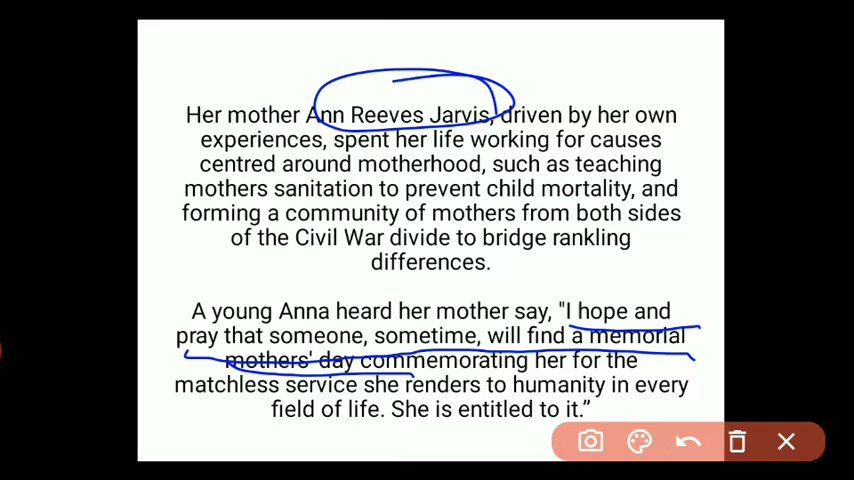 Her mother Ann Reeves Jarvis, driven by her own
experiences, spent her life working for causes
centred around motherhood, such as teaching
mothers sanitation to prevent child mortality, and
forming a community of mothers from both sides
of the Civil War divide to bridge rankling
differences.
A young Anna heard her mother say, "I hope and
pray that someone, sometime, will find a memorial
mothers' day commemorating her for the
matchless service she renders to humanity in every
field of life. She is entitled to it.”